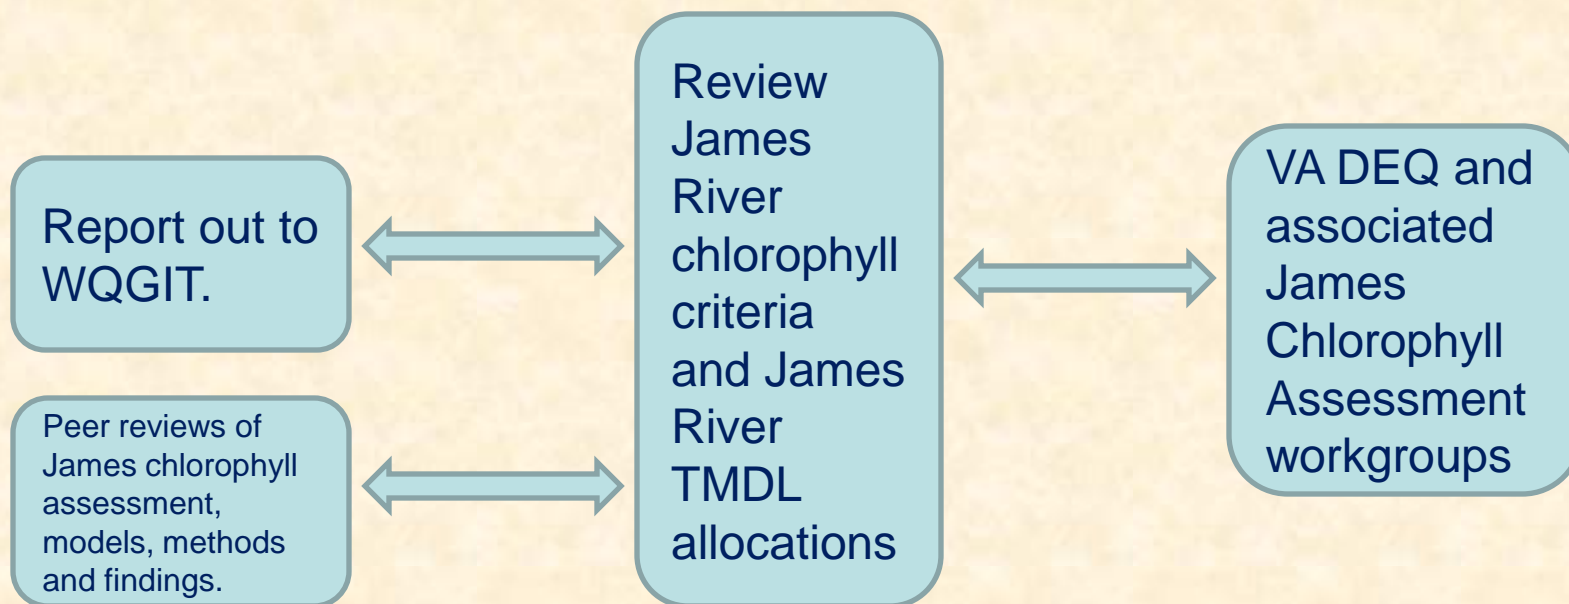 Report out to
WQGIT.
Peer reviews of
James chlorophyll
assessment,
models, methods
and findings.
Review
James
River
chlorophyll
criteria
and James
River
TMDL
allocations
VA DEQ and
associated
James
Chlorophyll
Assessment
workgroups